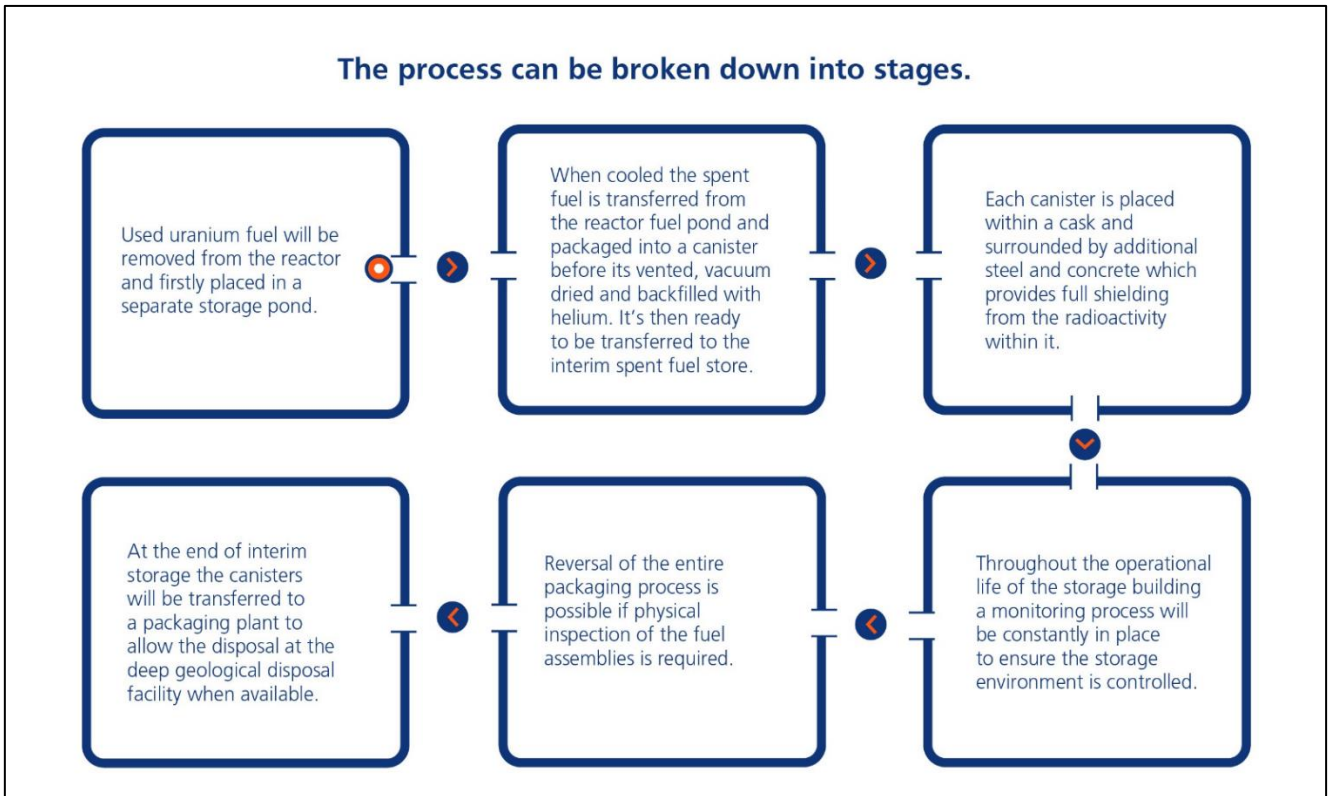 The process can be broken down into stages.
Used uranium fuel will be
removed from the reactor
and firstly placed in a
separate storage pond.
When cooled the spent
fuel is transferred from
the reactor fuel pond and
packaged into a canister
before its vented, vacuum
dried and backfilled with
helium. It’s then ready
to be transferred to the
interim spent fuel store.
Each canister is placed
within a cask and
surrounded by additional
steel and concrete which
provides full shielding
from the radioactivity
within it.
Throughout the operational
life of the storage building
a monitoring process will
be constantly in place
to ensure the storage
environment is controlled.
Reversal of the entire
packaging process is
possible if physical
inspection of the fuel
assemblies is required.
At the end of interim
storage the canisters
will be transferred to
a packaging plant to
allow the disposal at the
deep geological disposal
facility when available.